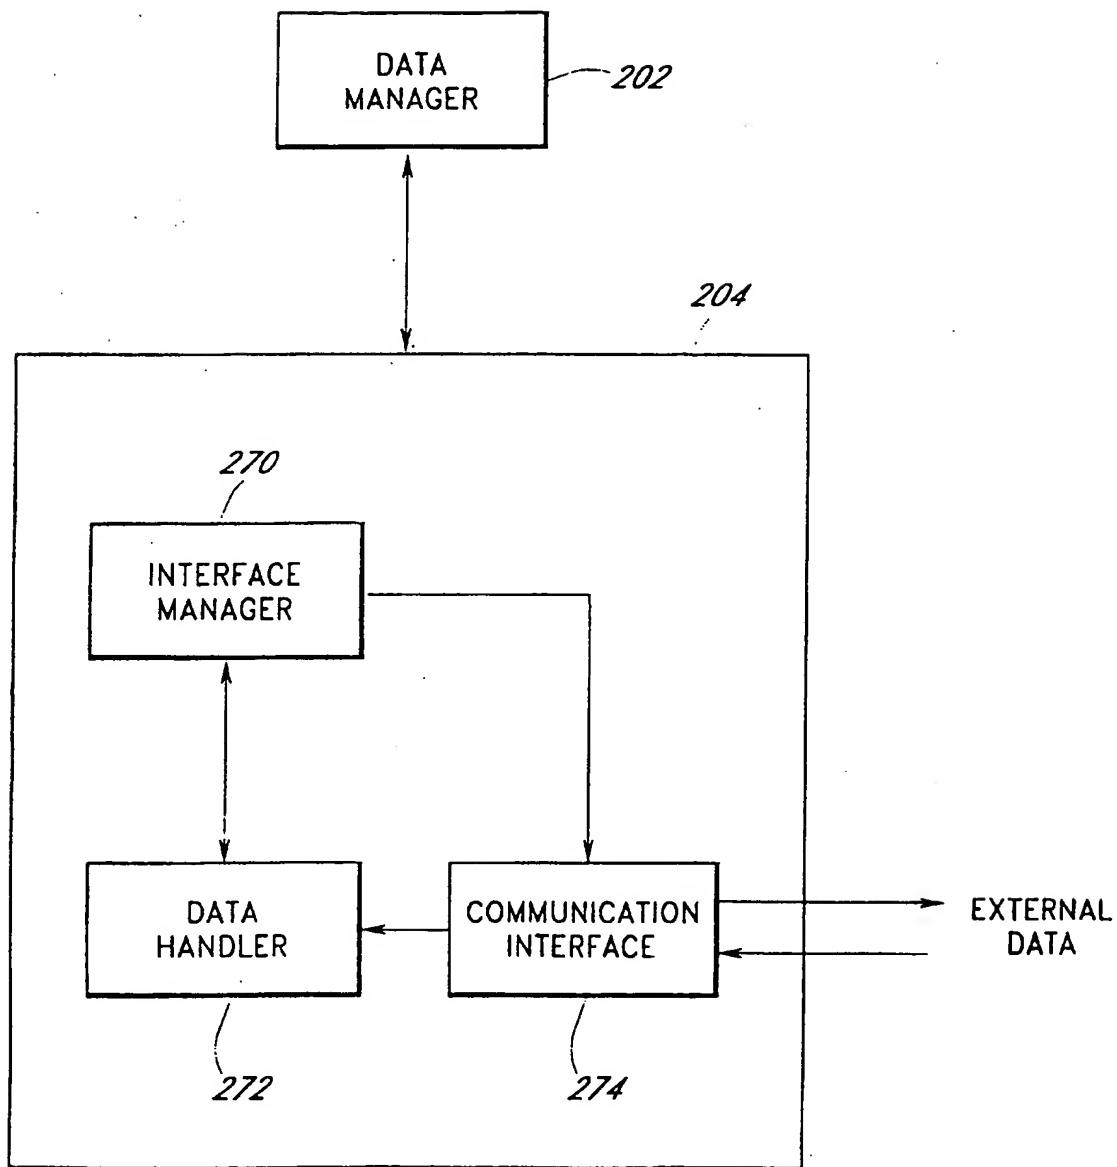 DATA
MANAGER
202
204
270
INTERFACE
MANAGER
DATA
HANDLER
COMMUNICATION
INTERFACE
EXTERNAL
DATA
272
274